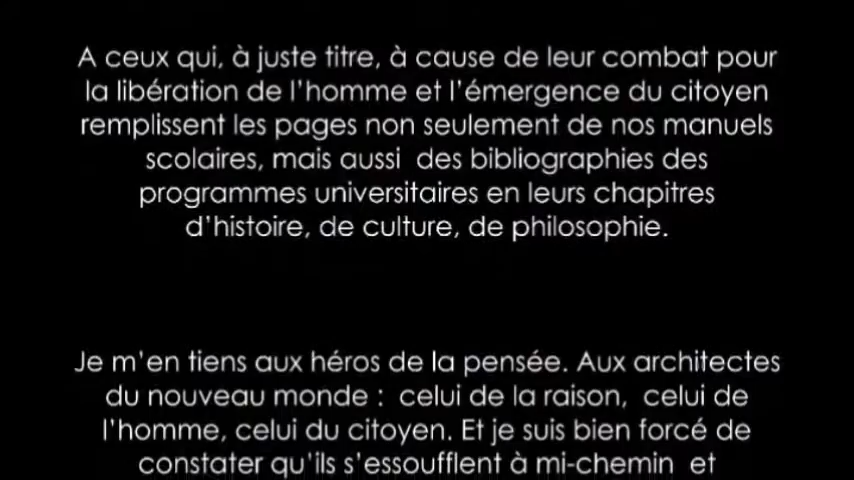 A ceux qui, à juste titre, à cause de leur combat pour
la libération de l'homme et l'émergence du citoyen
remplissent les pages non seulement de nos manuels
scolaires, mais aussi  des bibliographies des
programmes universitaires en leurs chapitres
d'histoire, de culture, de philosophie.
Je m'en tiens aux héros de la pensée. Aux architectes
du nouveau monde :  celui de la raison,  celui de
l'homme, celui du citoyen. Et je suis bien forcé de
constater qu'ils s'essoufflent à mi-chemin  et